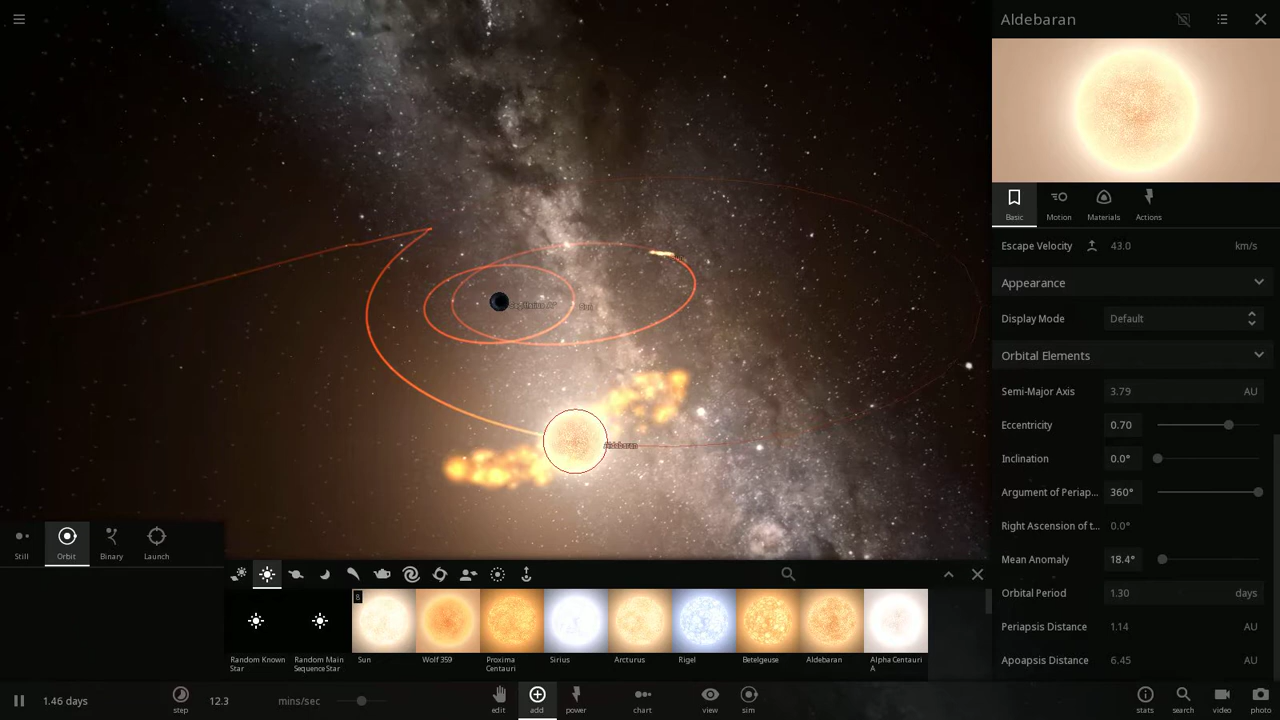 Aldebaran
Basic
Motion
Materials
Actions
Escape Velocity
43.0
km/s
Appearance
Display Mode
Default
Orbital Elements
Semi-Major Axis
3.79
AU
Eccentricity
0.70
Inclination
0.0°
Argument of Periap...
360°
Right Ascension of t...
0.0°
Mean Anomaly
18.4°
Orbital Period
1.30
days
Periapsis Distance
1.14
AU
Apoapsis Distance
6.45
AU
Sun
Aldebaran
Still
Orbit
Binary
Launch
8
Random Known
Star
Random Main
Sequence Star
Sun
Wolf 359
Proxima
Centauri
Sirius
Arcturus
Rigel
Betelgeuse
Aldebaran
Alpha Centauri
A
1.46 days
step
12.3
mins/sec
edit
add
power
chart
view
sim
stats
search
video
photo